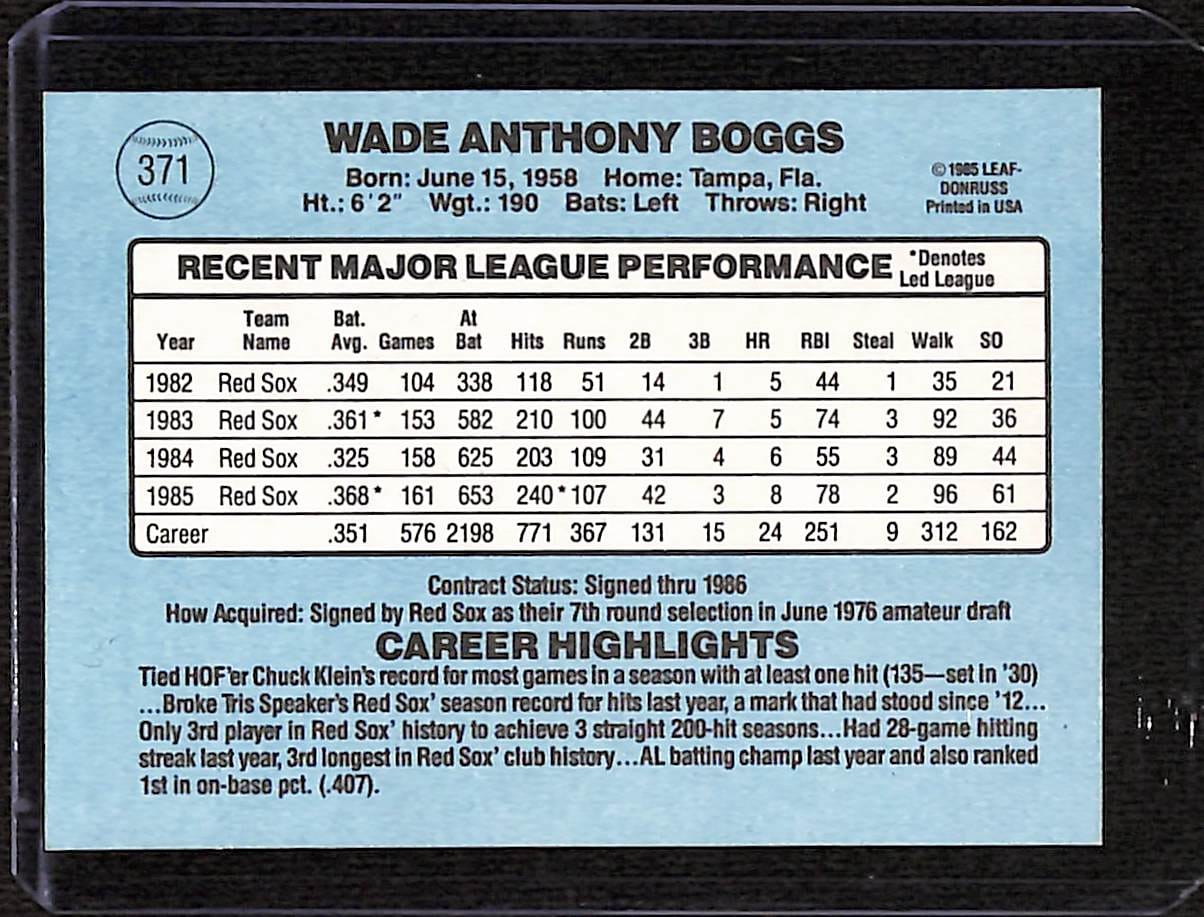 371
WADE ANTHONY BOGGS
Born: June 15, 1958 Home: Tampa, Fla.
Ht.: 6'2" Wgt.: 190 Bats: Left Throws: Right
© 1985 LEAF-
DONRUSS
Printed in USA
RECENT MAJOR LEAGUE PERFORMANCE *Denotes
Led League
Year Team Name Bat. Avg. Games At Bat Hits Runs 2B 3B HR RBI Steal Walk SO
1982 Red Sox .349 104 338 118 51 14 1 5 44 1 35 21
1983 Red Sox .361* 153 582 210 100 44 7 5 74 3 92 36
1984 Red Sox .325 158 625 203 109 31 4 6 55 3 89 44
1985 Red Sox .368* 161 653 240* 107 42 3 8 78 2 96 61
Career .351 576 2198 771 367 131 15 24 251 9 312 162
Contract Status: Signed thru 1986
How Acquired: Signed by Red Sox as their 7th round selection in June 1976 amateur draft
CAREER HIGHLIGHTS
Tied HOF'er Chuck Klein's record for most games in a season with at least one hit (135—set in '30)
...Broke Tris Speaker's Red Sox' season record for hits last year, a mark that had stood since '12...
Only 3rd player in Red Sox' history to achieve 3 straight 200-hit seasons...Had 28-game hitting
streak last year, 3rd longest in Red Sox' club history...AL batting champ last year and also ranked
1st in on-base pct. (.407).